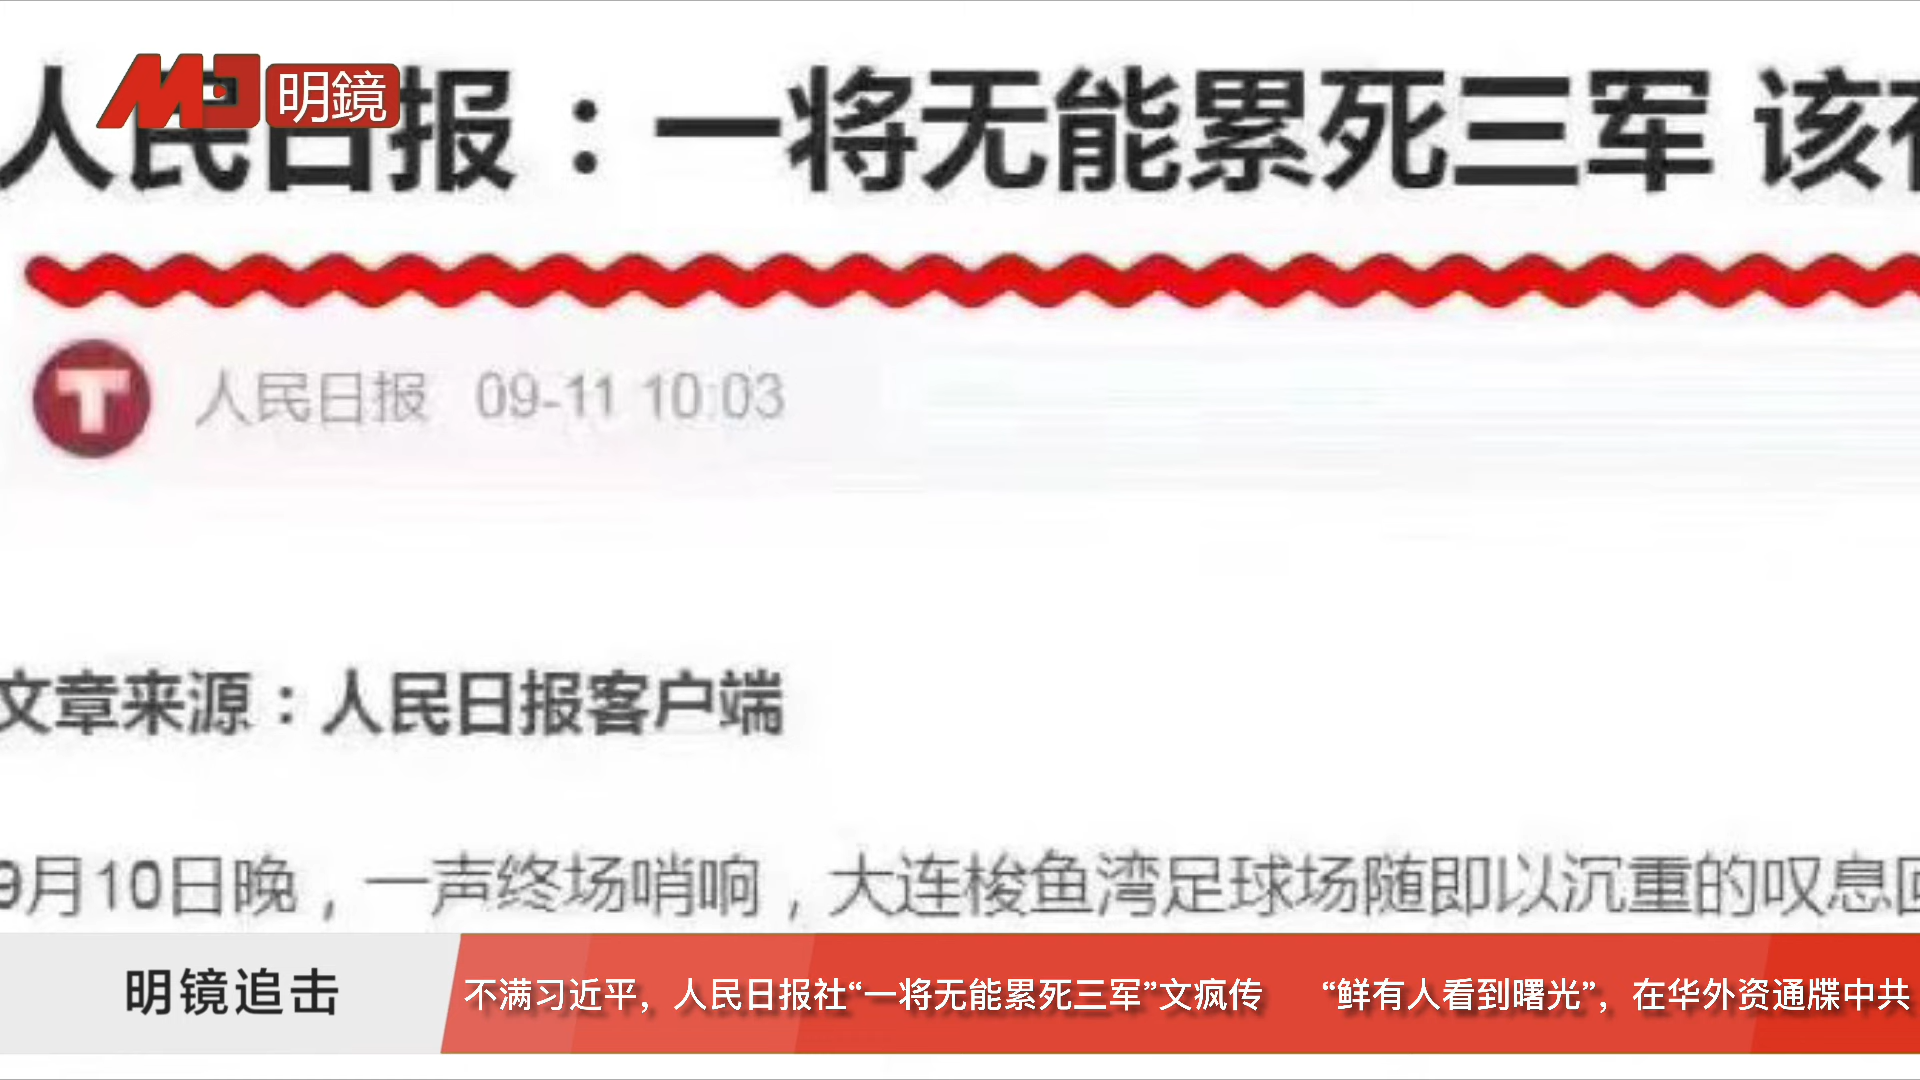 人民日报：一将无能累死三军 该
明鏡
人民日报 09-11 10:03
文章来源：人民日报客户端
9月10日晚，一声终场哨响，大连梭鱼湾足球场随即以沉重的叹息回
明镜追击
不满习近平，人民日报社“一将无能累死三军”文疯传 “鲜有人看到曙光”，在华外资通牒中共